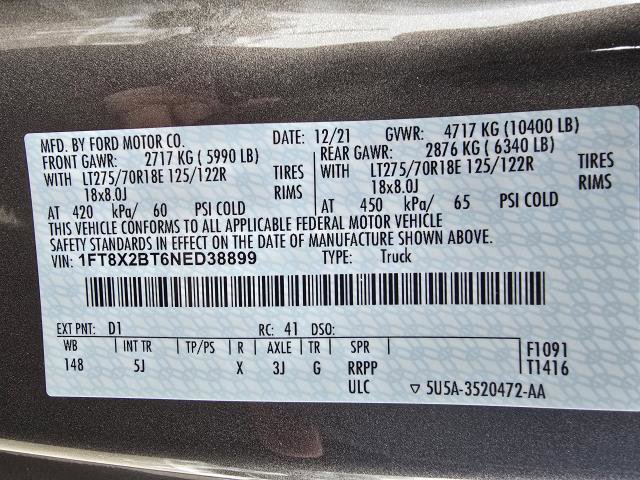 MFD. BY FORD MOTOR CO. DATE: 12/21 GVWR: 4717 KG (10400 LB)
FRONT GAWR: 2717 KG ( 5990 LB) REAR GAWR: 2876 KG ( 6340 LB)
WITH LT275/70R18E 125/122R TIRES WITH LT275/70R18E 125/122R TIRES
18x8.0J RIMS 18x8.0J RIMS
AT 420 kPa/ 60 PSI COLD AT 450 kPa/ 65 PSI COLD
THIS VEHICLE CONFORMS TO ALL APPLICABLE FEDERAL MOTOR VEHICLE
SAFETY STANDARDS IN EFFECT ON THE DATE OF MANUFACTURE SHOWN ABOVE.
VIN: 1FT8X2BT6NED38899 TYPE: Truck
EXT PNT: D1 RC: 41 DSO:
WB INT TR TP/PS R AXLE TR SPR F1091
148 5J X 3J G RRPP T1416
ULC ▽ 5U5A-3520472-AA